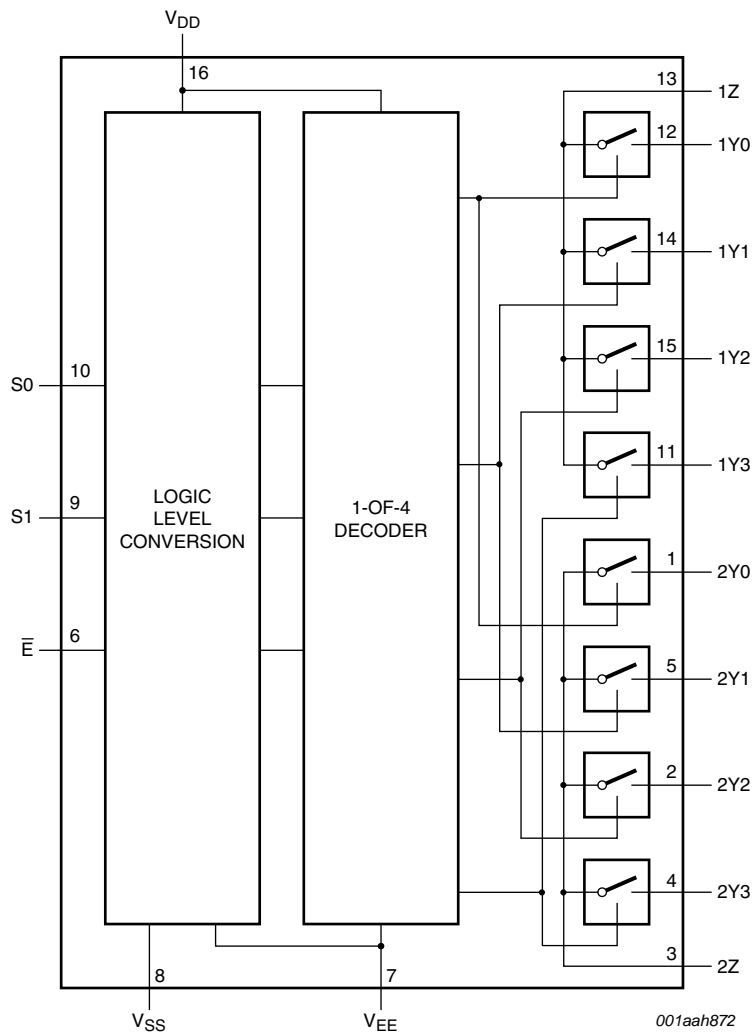 VDD
16
13 1Z
12 1Y0
14 1Y1
15 1Y2
10
S0
11 1Y3
9
S1
LOGIC
LEVEL
CONVERSION
1-OF-4
DECODER
1 2Y0
6
E̅
5 2Y1
2 2Y2
4 2Y3
3 2Z
8
7
VSS
VEE
001aah872